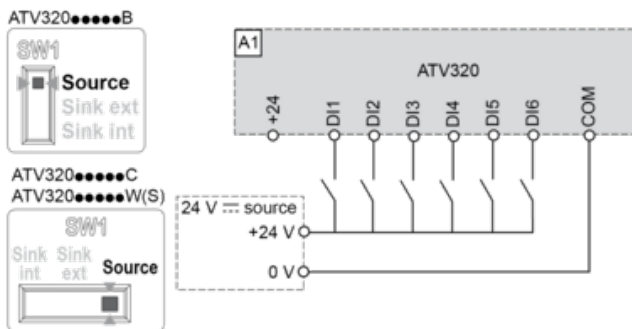 ATV320●●●●●B
SW1
Source
Sink ext
Sink int
ATV320●●●●●C
ATV320●●●●●W(S)
SW1
Sink int
Sink ext
Source
A1
ATV320
+24
DI1
DI2
DI3
DI4
DI5
DI6
COM
24 V ⎓ source
+24 V
0 V